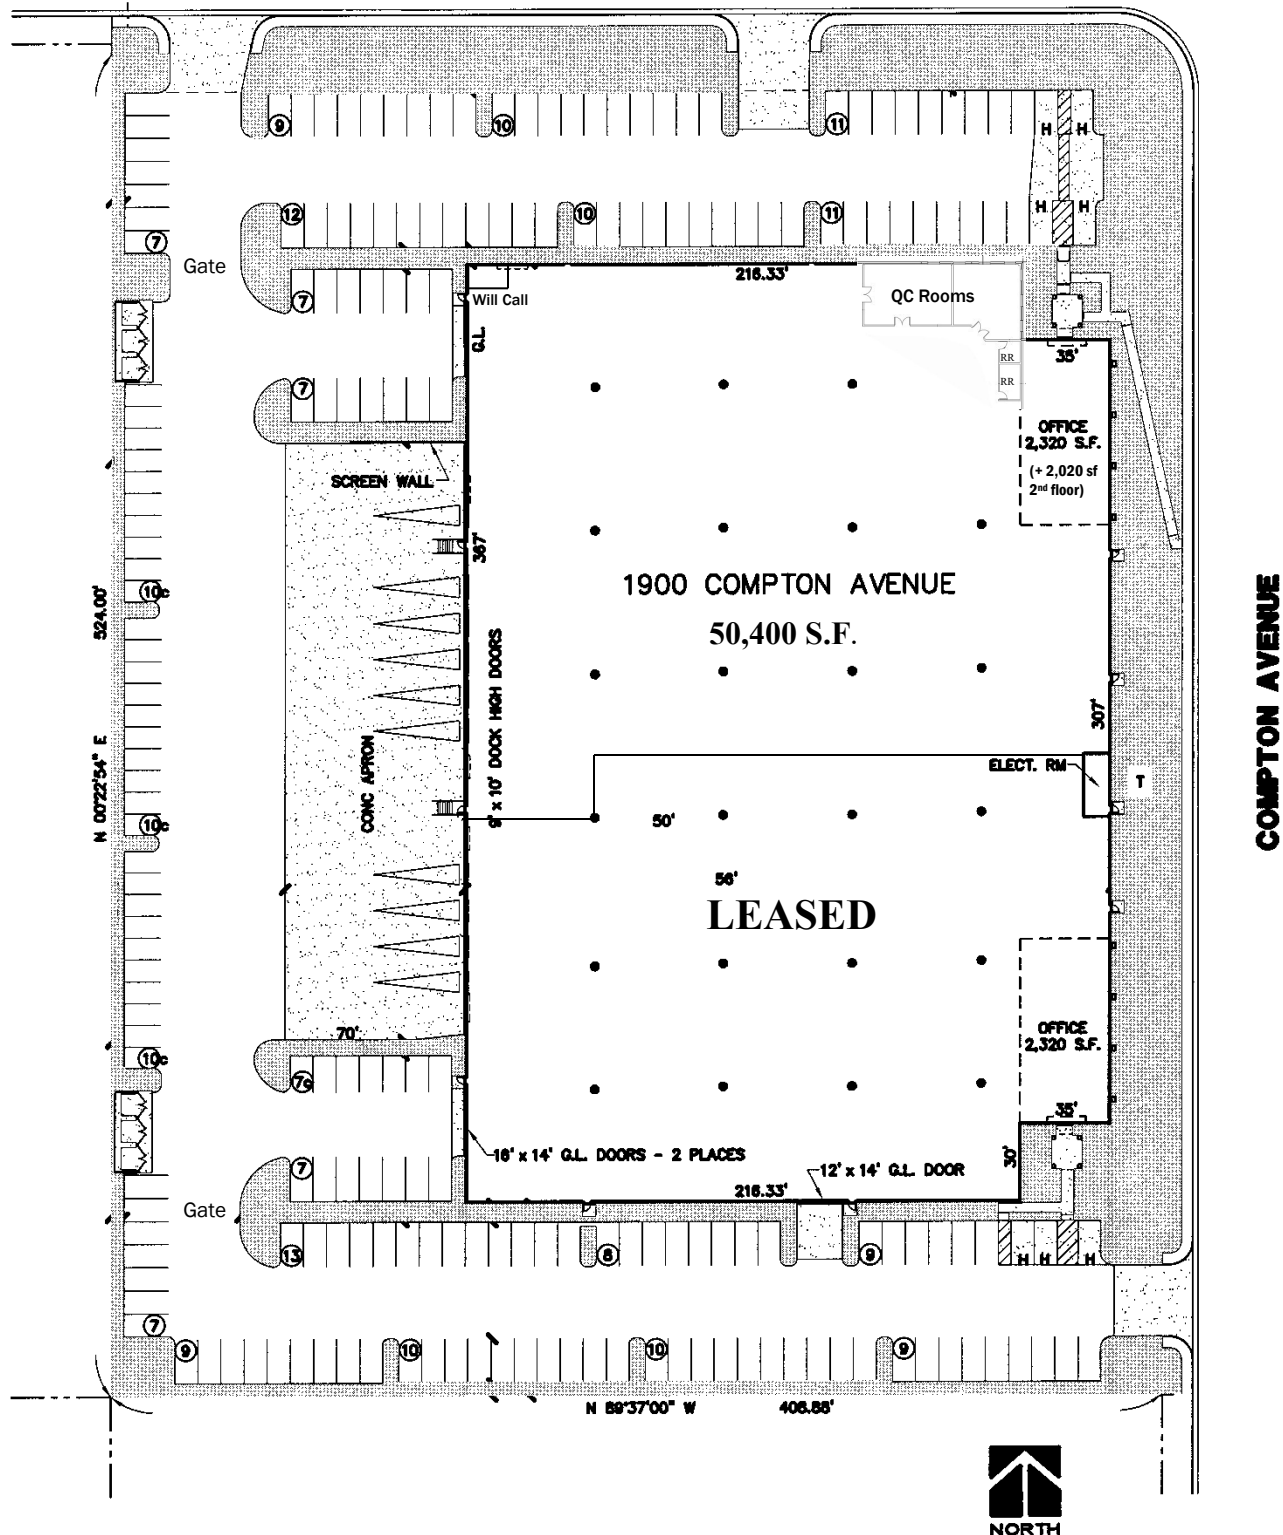 9
10
11
H H
12
10
11
H H
7
Gate
216.33'
QC Rooms
7
Will Call
G.L.
35'
RR
RR
7
OFFICE
2,320 S.F.
(+ 2,020 sf
2nd floor)
SCREEN WALL
367'
1900 COMPTON AVENUE
50,400 S.F.
10c
524.00'
N 00°22'54" E
9' x 10' DOCK HIGH DOORS
CONC APRON
307'
COMPTON AVENUE
ELECT. RM
T
10c
50'
56'
LEASED
70'
OFFICE
2,320 S.F.
10c
7c
35'
16' x 14' G.L. DOORS - 2 PLACES
30'
12' x 14' G.L. DOOR
7
216.33'
Gate
13
8
9
H H H
7
9
10
10
9
N 89°37'00" W 406.88'
NORTH